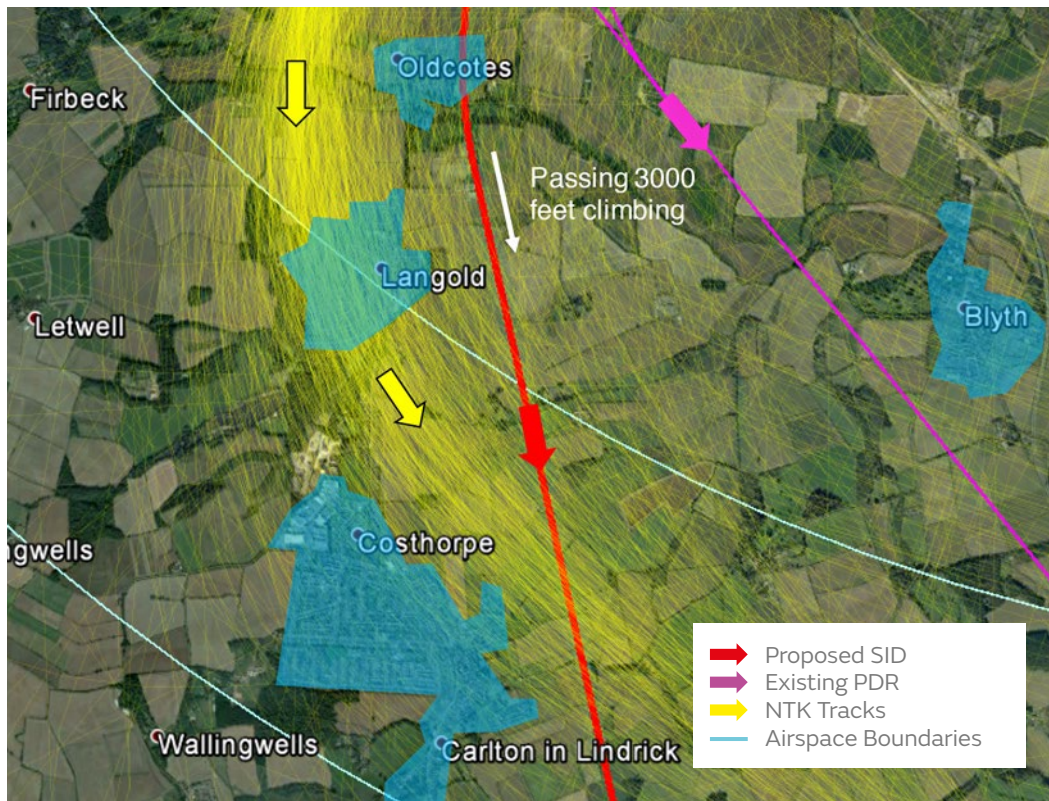 Oldcotes
Firbeck
Passing 3000
feet climbing
Langold
Letwell
Blyth
Costhorpe
ngwells
Wallingwells
Carlton in Lindrick
Proposed SID
Existing PDR
NTK Tracks
Airspace Boundaries